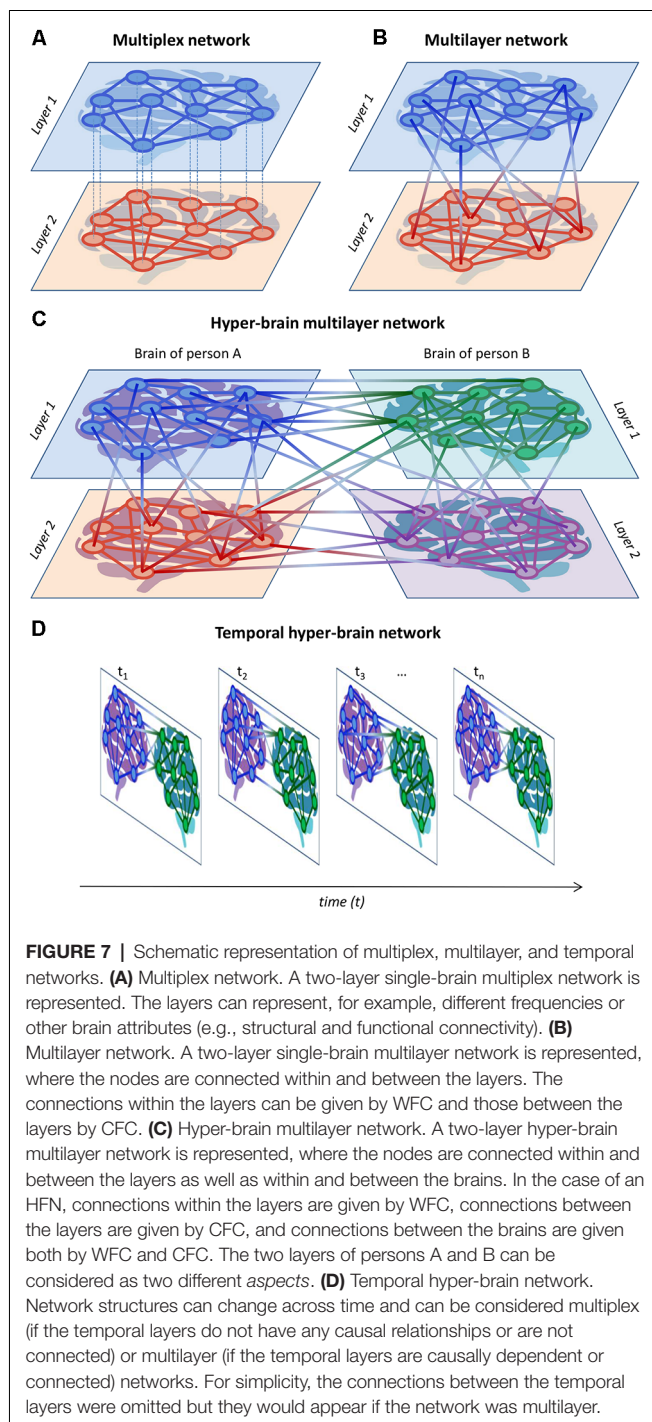 A Multiplex network
B Multilayer network
Layer 1
Layer 1
Layer 2
Layer 2
C
Hyper-brain multilayer network
Brain of person A Brain of person B
Layer 1
Layer 1
Layer 2
Layer 2
D
Temporal hyper-brain network
t1 t2 t3 ... tn
time (t)
FIGURE 7 | Schematic representation of multiplex, multilayer, and temporal
networks. (A) Multiplex network. A two-layer single-brain multiplex network is
represented. The layers can represent, for example, different frequencies or
other brain attributes (e.g., structural and functional connectivity). (B)
Multilayer network. A two-layer single-brain multilayer network is represented,
where the nodes are connected within and between the layers. The
connections within the layers can be given by WFC and those between the
layers by CFC. (C) Hyper-brain multilayer network. A two-layer hyper-brain
multilayer network is represented, where the nodes are connected within and
between the layers as well as within and between the brains. In the case of an
HFN, connections within the layers are given by WFC, connections between
the layers are given by CFC, and connections between the brains are given
both by WFC and CFC. The two layers of persons A and B can be
considered as two different aspects. (D) Temporal hyper-brain network.
Network structures can change across time and can be considered multiplex
(if the temporal layers do not have any causal relationships or are not
connected) or multilayer (if the temporal layers are causally dependent or
connected) networks. For simplicity, the connections between the temporal
layers were omitted but they would appear if the network was multilayer.